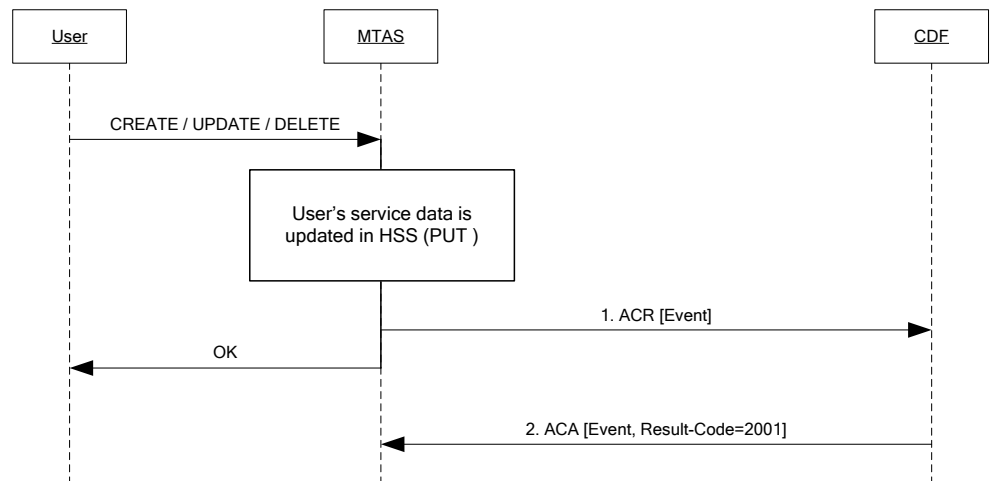 User
MTAS
CDF
CREATE / UPDATE / DELETE
User's service data is
updated in HSS (PUT )
1. ACR [Event]
OK
2. ACA [Event, Result-Code=2001]